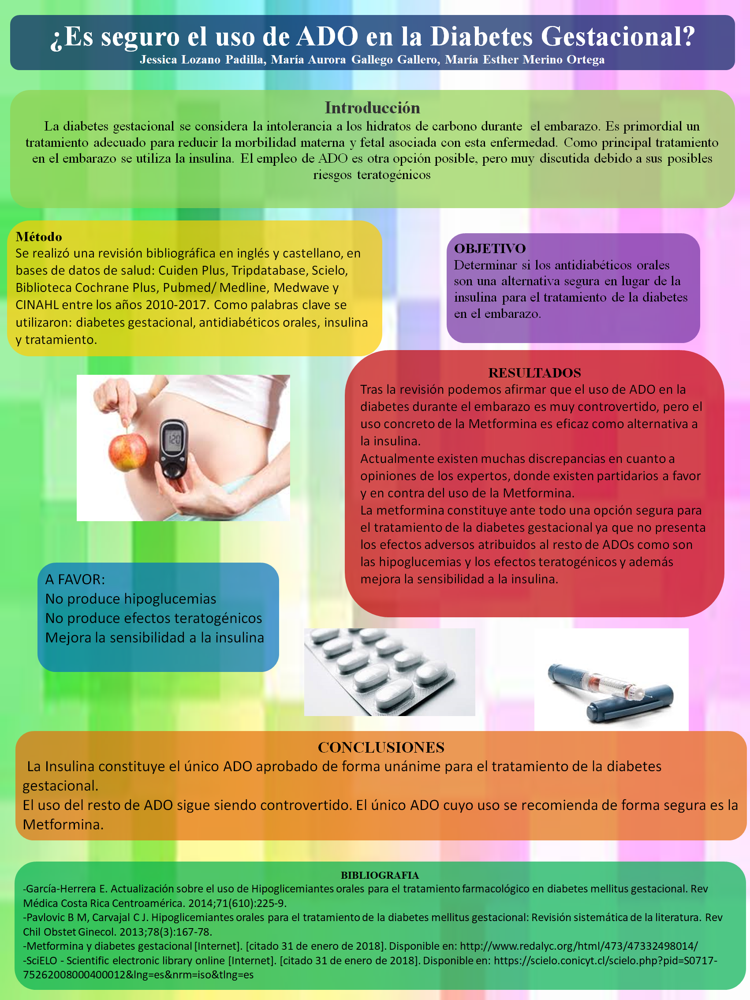 ¿Es seguro el uso de ADO en la Diabetes Gestacional?
Jessica Lozano Padilla, María Aurora Gallego Gallero, María Esther Merino Ortega
Introducción
La diabetes gestacional se considera la intolerancia a los hidratos de carbono durante el embarazo. Es primordial un
tratamiento adecuado para reducir la morbilidad materna y fetal asociada con esta enfermedad. Como principal tratamiento
en el embarazo se utiliza la insulina. El empleo de ADO es otra opción posible, pero muy discutida debido a sus posibles
riesgos teratogénicos
Método
Se realizó una revisión bibliográfica en inglés y castellano, en
bases de datos de salud: Cuiden Plus, Tripdatabase, Scielo,
Biblioteca Cochrane Plus, Pubmed/ Medline, Medwave y
CINAHL entre los años 2010-2017. Como palabras clave se
utilizaron: diabetes gestacional, antidiabéticos orales, insulina
y tratamiento.
OBJETIVO
Determinar si los antidiabéticos orales
son una alternativa segura en lugar de la
insulina para el tratamiento de la diabetes
en el embarazo.
120
RESULTADOS
Tras la revisión podemos afirmar que el uso de ADO en la
diabetes durante el embarazo es muy controvertido, pero el
uso concreto de la Metformina es eficaz como alternativa a
la insulina.
Actualmente existen muchas discrepancias en cuanto a
opiniones de los expertos, donde existen partidarios a favor
y en contra del uso de la Metformina.
La metformina constituye ante todo una opción segura para
el tratamiento de la diabetes gestacional ya que no presenta
los efectos adversos atribuidos al resto de ADOs como son
las hipoglucemias y los efectos teratogénicos y además
mejora la sensibilidad a la insulina.
A FAVOR:
No produce hipoglucemias
No produce efectos teratogénicos
Mejora la sensibilidad a la insulina
CONCLUSIONES
La Insulina constituye el único ADO aprobado de forma unánime para el tratamiento de la diabetes
gestacional.
El uso del resto de ADO sigue siendo controvertido. El único ADO cuyo uso se recomienda de forma segura es la
Metformina.
BIBLIOGRAFIA
-García-Herrera E. Actualización sobre el uso de Hipoglicemiantes orales para el tratamiento farmacológico en diabetes mellitus gestacional. Rev
Médica Costa Rica Centroamérica. 2014;71(610):225-9.
-Pavlovic B M, Carvajal C J. Hipoglicemiantes orales para el tratamiento de la diabetes mellitus gestacional: Revisión sistemática de la literatura. Rev
Chil Obstet Ginecol. 2013;78(3):167-78.
-Metformina y diabetes gestacional [Internet]. [citado 31 de enero de 2018]. Disponible en: http://www.redalyc.org/html/473/47332498014/
-SciELO - Scientific electronic library online [Internet]. [citado 31 de enero de 2018]. Disponible en: https://scielo.conicyt.cl/scielo.php?pid=S0717-
75262008000400012&lng=es&nrm=iso&tlng=es